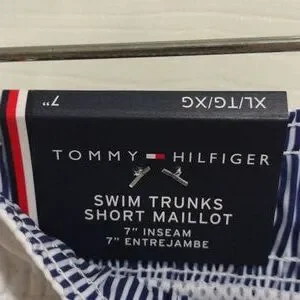 7" XL/TG/XG
TOMMY HILFIGER
SWIM TRUNKS
SHORT MAILLOT
7" INSEAM
7" ENTREJAMBE